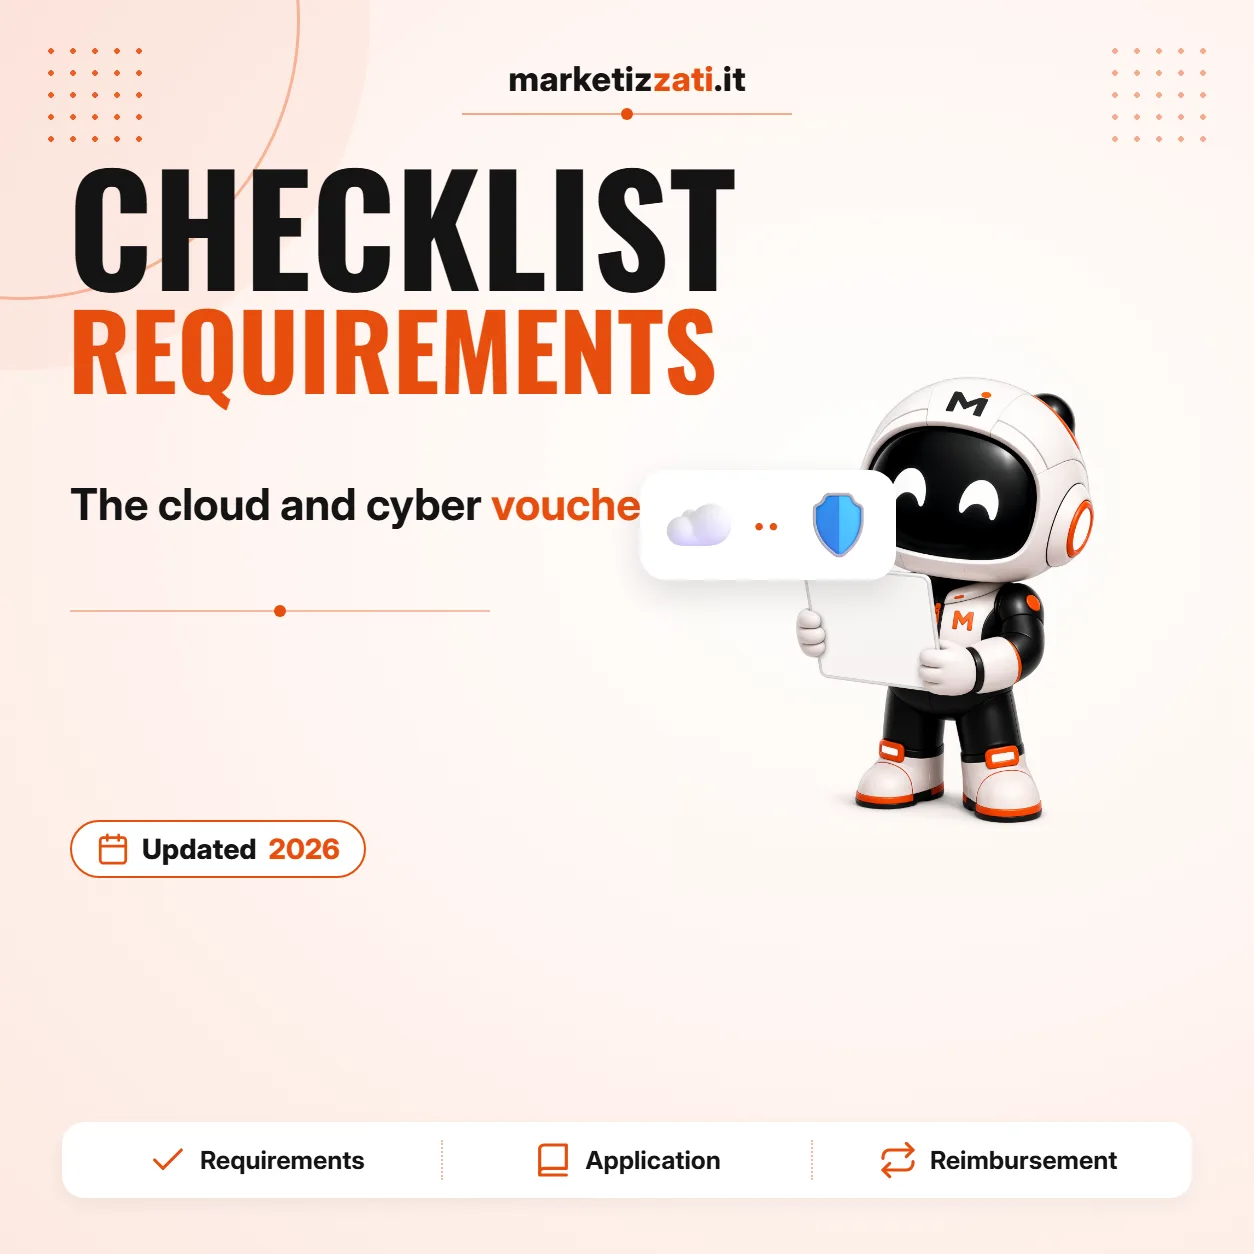 marketizzati.it
CHECKLIST
REQUIREMENTS
The cloud and cyber vouche
Updated 2026
Requirements
Application
Reimbursement